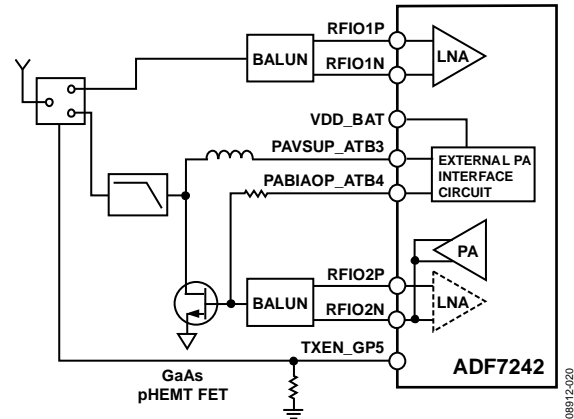 RFIO1P
BALUN
RFIO1N
LNA
VDD_BAT
PAVSUP_ATB3
PABIAOP_ATB4
EXTERNAL PA
INTERFACE
CIRCUIT
PA
RFIO2P
BALUN
RFIO2N
LNA
TXEN_GP5
ADF7242
GaAs
pHEMT FET
08912-020